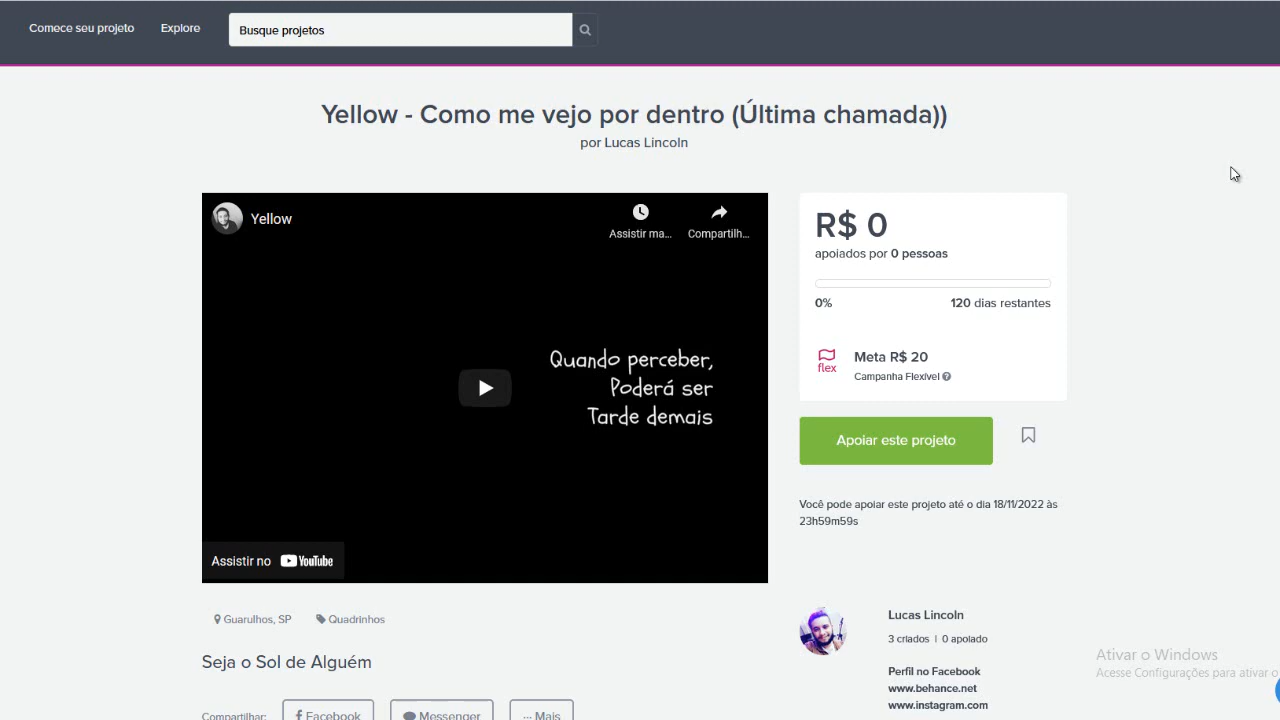 Comece seu projeto
Explore
Busque projetos
Yellow - Como me vejo por dentro (Última chamada))
por Lucas Lincoln
Yellow
Assistir ma...
Compartilh...
Quando perceber,
Poderá ser
Tarde demais
Assistir no YouTube
R$ 0
apoiados por 0 pessoas
0%
120 dias restantes
flex
Meta R$ 20
Campanha Flexível
Apoiar este projeto
Você pode apoiar este projeto até o dia 18/11/2022 às
23h59m59s
Guarulhos, SP
Quadrinhos
Seja o Sol de Alguém
Lucas Lincoln
3 criados | 0 apoiado
Perfil no Facebook
www.behance.net
www.instagram.com
Ativar o Windows
Acesse Configurações para ativar o
Compartilhar:
Facebook
Messenger
··· Mais